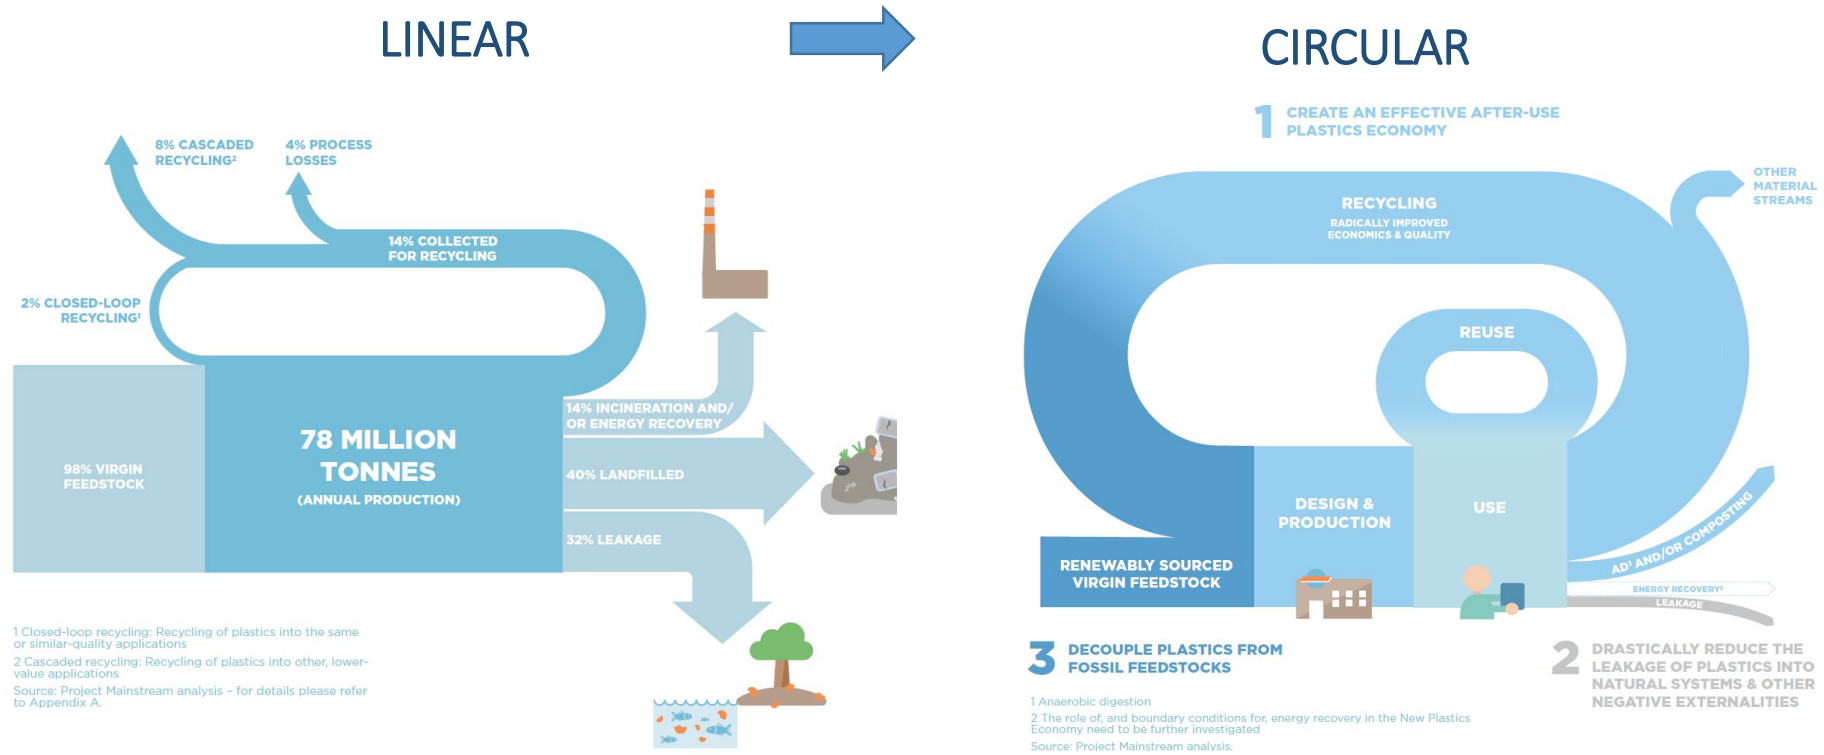 LINEAR
8% CASCADED
RECYCLING²
4% PROCESS
LOSSES
14% COLLECTED
FOR RECYCLING
2% CLOSED-LOOP
RECYCLING¹
98% VIRGIN
FEEDSTOCK
78 MILLION
TONNES
(ANNUAL PRODUCTION)
14% INCINERATION AND/
OR ENERGY RECOVERY
40% LANDFILLED
32% LEAKAGE
1 Closed-loop recycling: Recycling of plastics into the same
or similar-quality applications
2 Cascaded recycling: Recycling of plastics into other, lower-
value applications
Source: Project Mainstream analysis – for details please refer
to Appendix A.
CIRCULAR
1 CREATE AN EFFECTIVE AFTER-USE
PLASTICS ECONOMY
OTHER
MATERIAL
STREAMS
RECYCLING
RADICALLY IMPROVED
ECONOMICS & QUALITY
REUSE
DESIGN &
PRODUCTION
USE
RENEWABLY SOURCED
VIRGIN FEEDSTOCK
AD¹ AND/OR COMPOSTING
ENERGY RECOVERY²
LEAKAGE
3 DECOUPLE PLASTICS FROM
FOSSIL FEEDSTOCKS
2 DRASTICALLY REDUCE THE
LEAKAGE OF PLASTICS INTO
NATURAL SYSTEMS & OTHER
NEGATIVE EXTERNALITIES
1 Anaerobic digestion
2 The role of, and boundary conditions for, energy recovery in the New Plastics
Economy need to be further investigated
Source: Project Mainstream analysis.